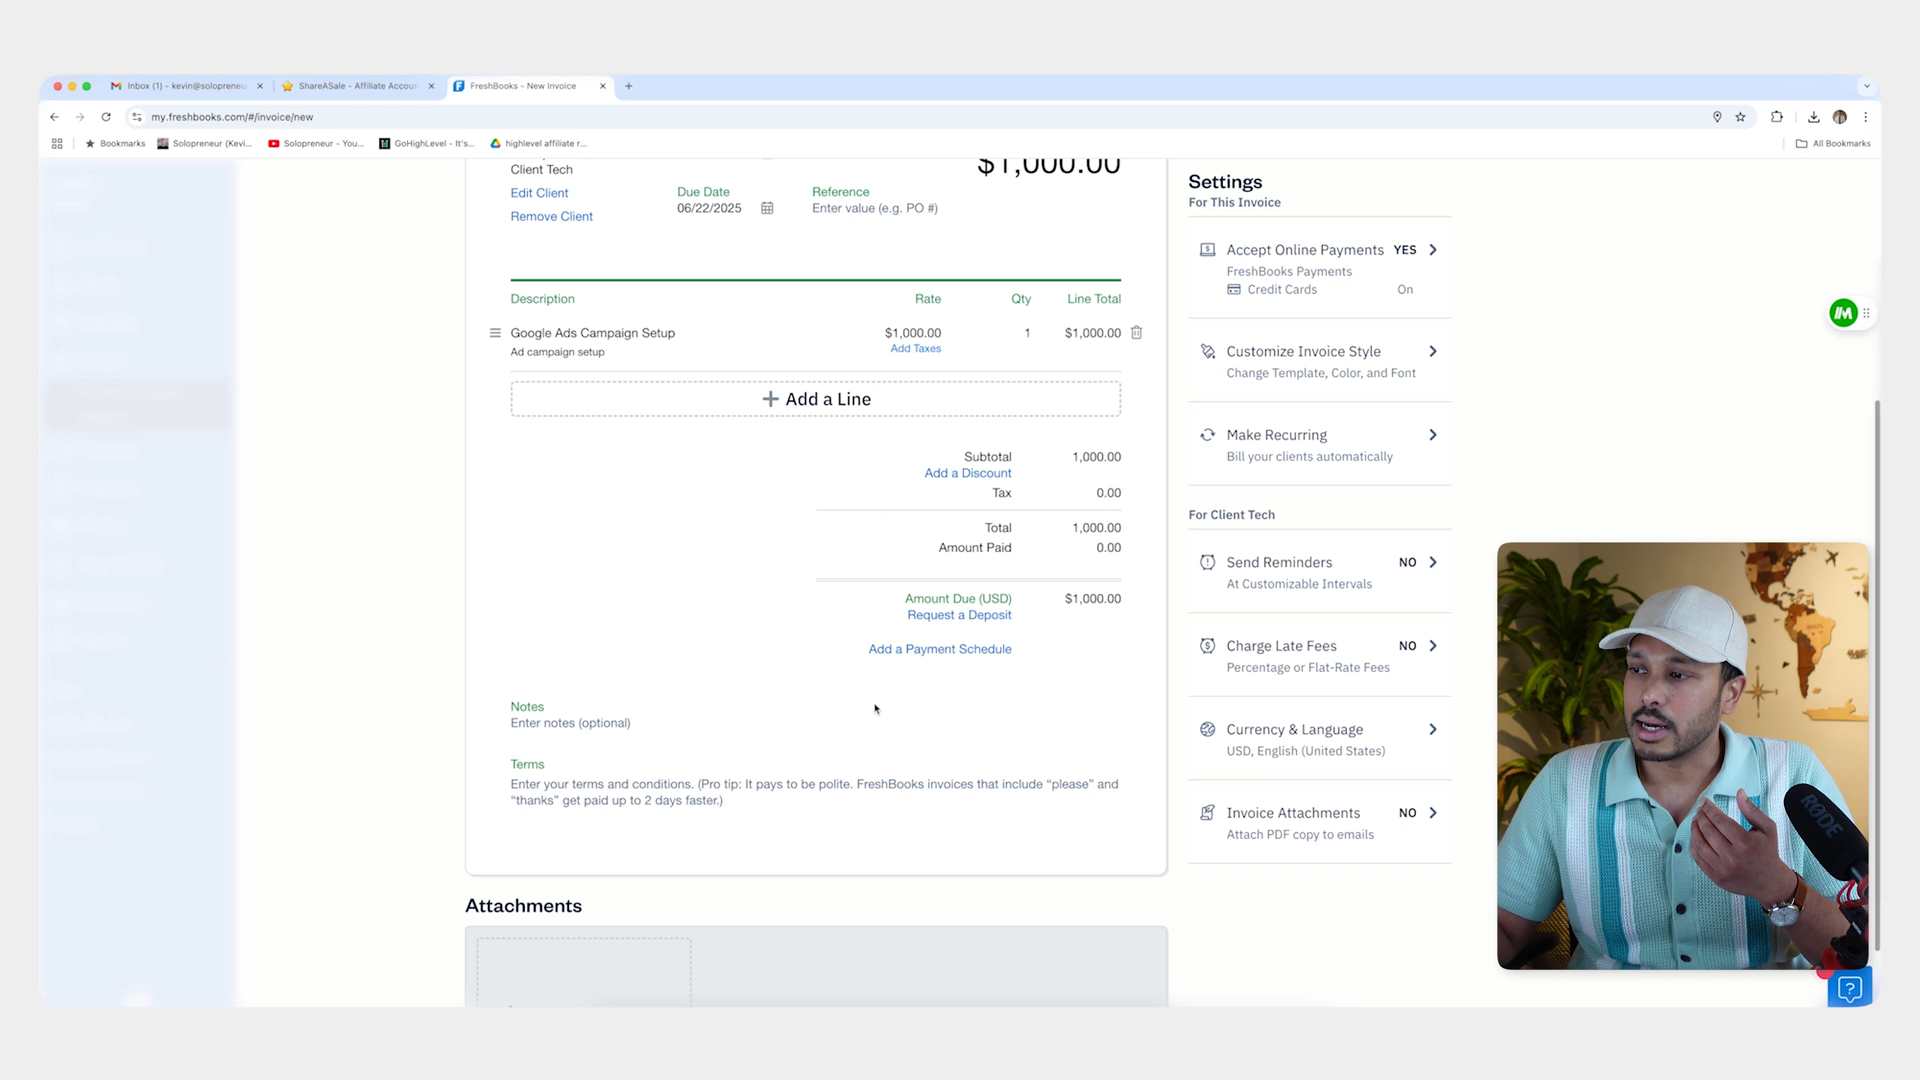 Inbox (1) - kevin@solopreneu
ShareASale - Affiliate Accoun
FreshBooks - New Invoice
my.freshbooks.com/#/invoice/new
Bookmarks
Solopreneur (Kevi...
Solopreneur - You...
GoHighLevel - It's...
highlevel affiliate r...
All Bookmarks
Client Tech
$1,000.00
Edit Client
Remove Client
Due Date
06/22/2025
Reference
Enter value (e.g. PO #)
Description Rate Qty Line Total
Google Ads Campaign Setup $1,000.00 1 $1,000.00
Ad campaign setup Add Taxes
+ Add a Line
Subtotal 1,000.00
Add a Discount
Tax 0.00
Total 1,000.00
Amount Paid 0.00
Amount Due (USD) $1,000.00
Request a Deposit
Add a Payment Schedule
Notes
Enter notes (optional)
Terms
Enter your terms and conditions. (Pro tip: It pays to be polite. FreshBooks invoices that include “please” and
“thanks” get paid up to 2 days faster.)
Attachments
Settings
For This Invoice
Accept Online Payments YES
FreshBooks Payments
Credit Cards On
Customize Invoice Style
Change Template, Color, and Font
Make Recurring
Bill your clients automatically
For Client Tech
Send Reminders NO
At Customizable Intervals
Charge Late Fees NO
Percentage or Flat-Rate Fees
Currency & Language
USD, English (United States)
Invoice Attachments NO
Attach PDF copy to emails
BRASIL
RØDE